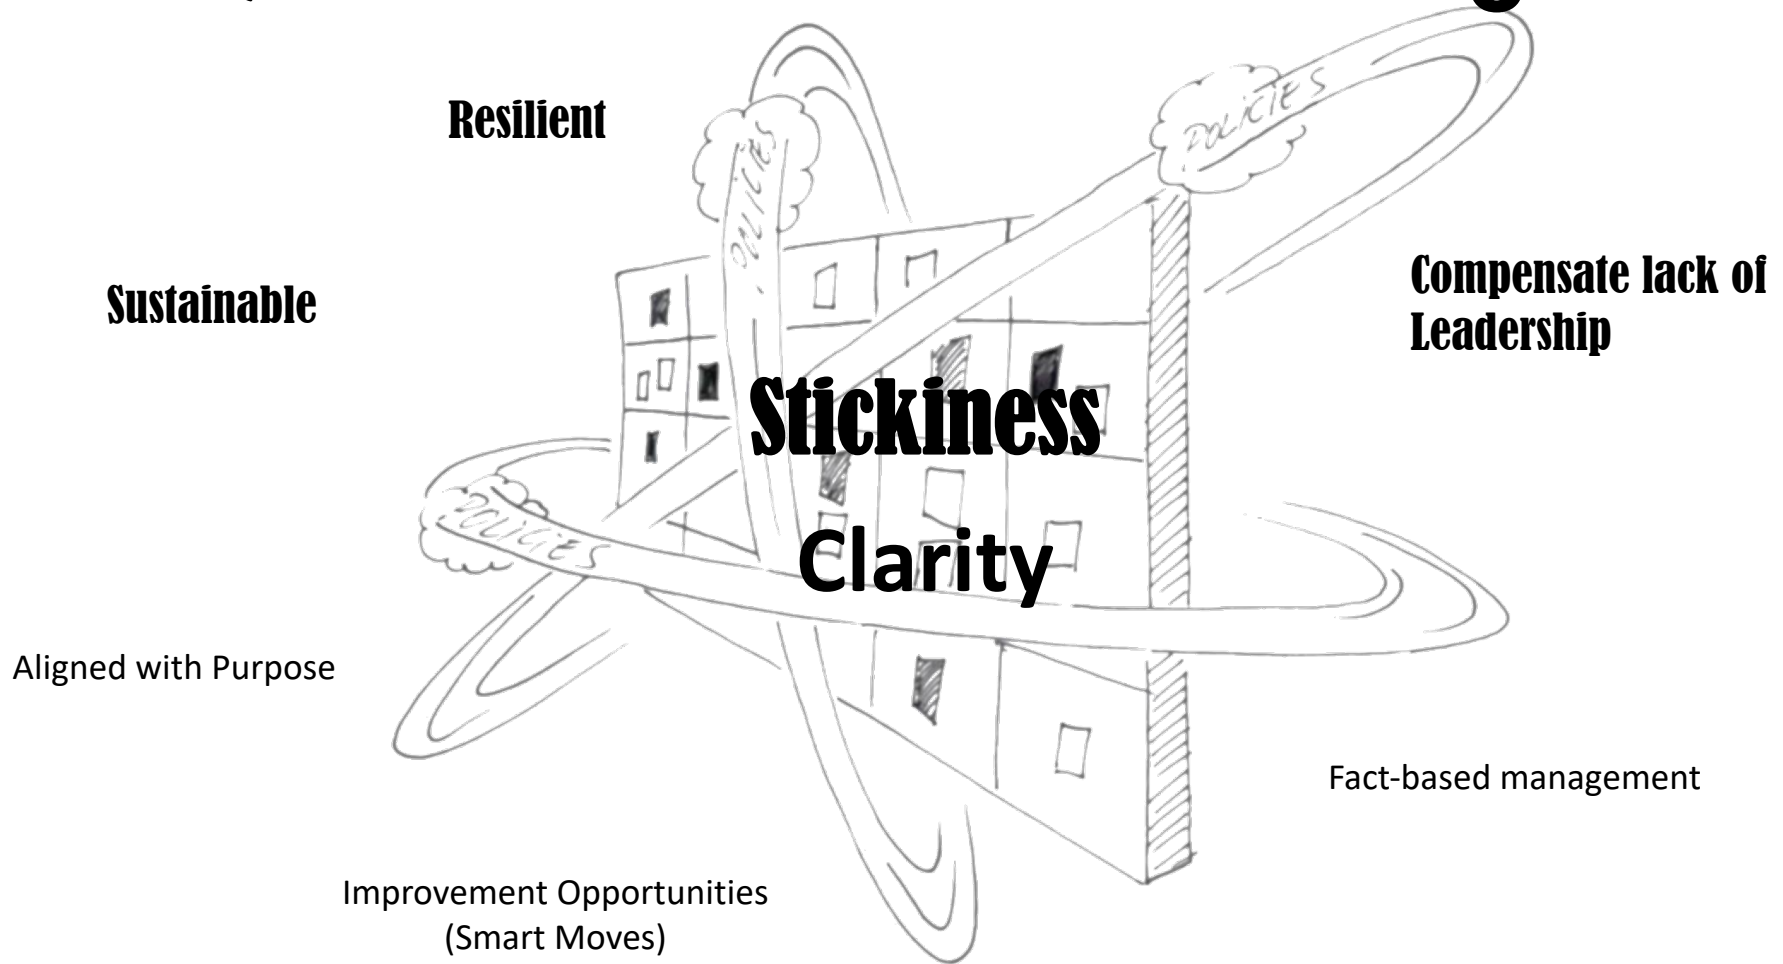 POLICIES
Resilient
POLICIES
Sustainable
Compensate lack of
Leadership
Stickiness
POLICIES
Clarity
Aligned with Purpose
Fact-based management
Improvement Opportunities
(Smart Moves)